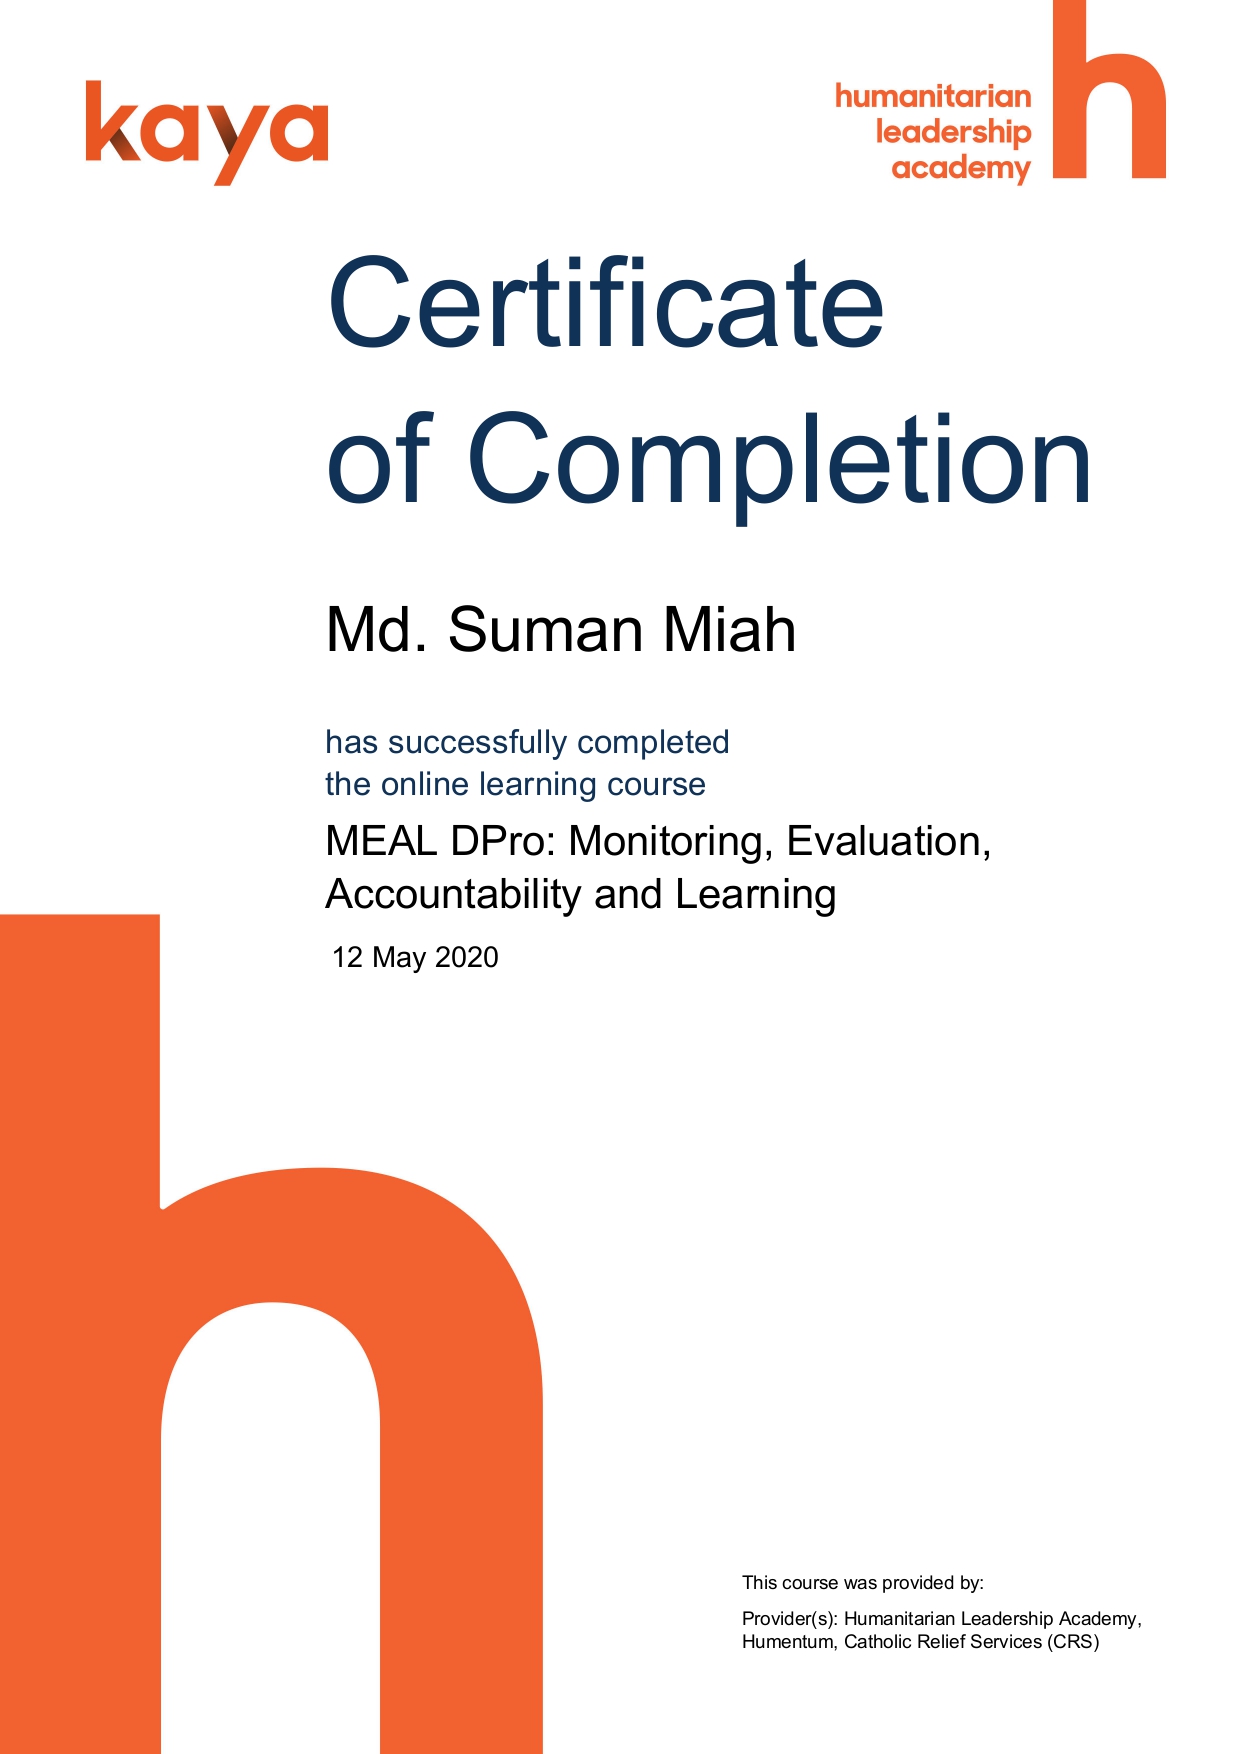 kaya
humanitarian
leadership
academy
h
Certificate
of Completion
Md. Suman Miah
has successfully completed
the online learning course
MEAL DPro: Monitoring, Evaluation,
Accountability and Learning
12 May 2020
h
This course was provided by:
Provider(s): Humanitarian Leadership Academy,
Humentum, Catholic Relief Services (CRS)